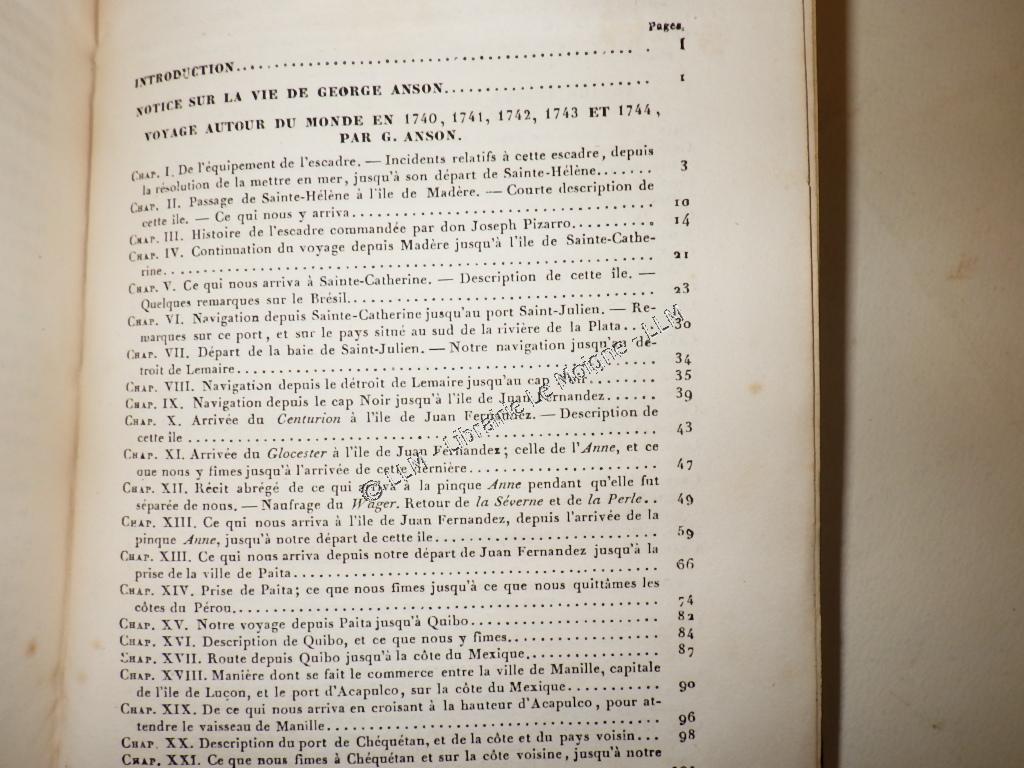 Pages.
INTRODUCTION. . . . . . . . . . . . . . . . . . . . I
NOTICE SUR LA VIE DE GEORGE ANSON. . . . . . . . . . . . 1
VOYAGE AUTOUR DU MONDE EN 1740, 1741, 1742, 1743 ET 1744,
PAR G. ANSON.
CHAP. I. De l'équipement de l'escadre. — Incidents relatifs à cette escadre, depuis
la résolution de la mettre en mer, jusqu'à son départ de Sainte-Hélène. . . . . . . 3
CHAP. II. Passage de Sainte-Hélène à l'île de Madère. — Courte description de
cette île. — Ce qui nous y arriva. . . . . . . . . . . . 10
CHAP. III. Histoire de l'escadre commandée par don Joseph Pizarro. . . . . . . . . 14
CHAP. IV. Continuation du voyage depuis Madère jusqu'à l'île de Sainte-Cathe-
rine. . . . . . . . . . . . 21
CHAP. V. Ce qui nous arriva à Sainte-Catherine. — Description de cette île. —
Quelques remarques sur le Brésil. . . . . . . . . . . . 23
CHAP. VI. Navigation depuis Sainte-Catherine jusqu'au port Saint-Julien. — Re-
marques sur ce port, et sur le pays situé au sud de la rivière de la Plata. . . . . 30
CHAP. VII. Départ de la baie de Saint-Julien. — Notre navigation jusqu'au dé-
troit de Lemaire. . . . . . . . . . . . 34
CHAP. VIII. Navigation depuis le détroit de Lemaire jusqu'au cap Noir. . . . . . . . 35
CHAP. IX. Navigation depuis le cap Noir jusqu'à l'île de Juan Fernandez. . . . . . 39
CHAP. X. Arrivée du Centurion à l'île de Juan Fernandez. — Description de
cette île . . . . . . . . . . . . 43
CHAP. XI. Arrivée du Glocester à l'île de Juan Fernandez; celle de l'Anne, et ce
que nous y fimes jusqu'à l'arrivée de cette dernière. . . . . . . . . . . . 47
CHAP. XII. Récit abrégé de ce qui arriva à la pinque Anne pendant qu'elle fut
séparée de nous. — Naufrage du Wager. Retour de la Séverne et de la Perle. . 49
CHAP. XIII. Ce qui nous arriva à l'île de Juan Fernandez, depuis l'arrivée de la
pinque Anne, jusqu'à notre départ de cette île. . . . . . . . . . . . 59
CHAP. XIII. Ce qui nous arriva depuis notre départ de Juan Fernandez jusqu'à la
prise de la ville de Paita. . . . . . . . . . . . 66
CHAP. XIV. Prise de Paita; ce que nous fimes jusqu'à ce que nous quittâmes les
côtes du Pérou. . . . . . . . . . . . 74
CHAP. XV. Notre voyage depuis Paita jusqu'à Quibo. . . . . . . . . . . . 82
CHAP. XVI. Description de Quibo, et ce que nous y fimes. . . . . . . . . . . . 84
CHAP. XVII. Route depuis Quibo jusqu'à la côte du Mexique. . . . . . . . . . . . 87
CHAP. XVIII. Manière dont se fait le commerce entre la ville de Manille, capitale
de l'île de Luçon, et le port d'Acapulco, sur la côte du Mexique. . . . . . . . . . . 90
CHAP. XIX. De ce qui nous arriva en croisant à la hauteur d'Acapulco, pour at-
tendre le vaisseau de Manille. . . . . . . . . . . . 96
CHAP. XX. Description du port de Chéquétan, et de la côte et du pays voisin. . . 98
CHAP. XXI. Ce que nous fimes à Chéquétan et sur la côte voisine, jusqu'à notre
© LLM - Librairie Le Moigne - LLM